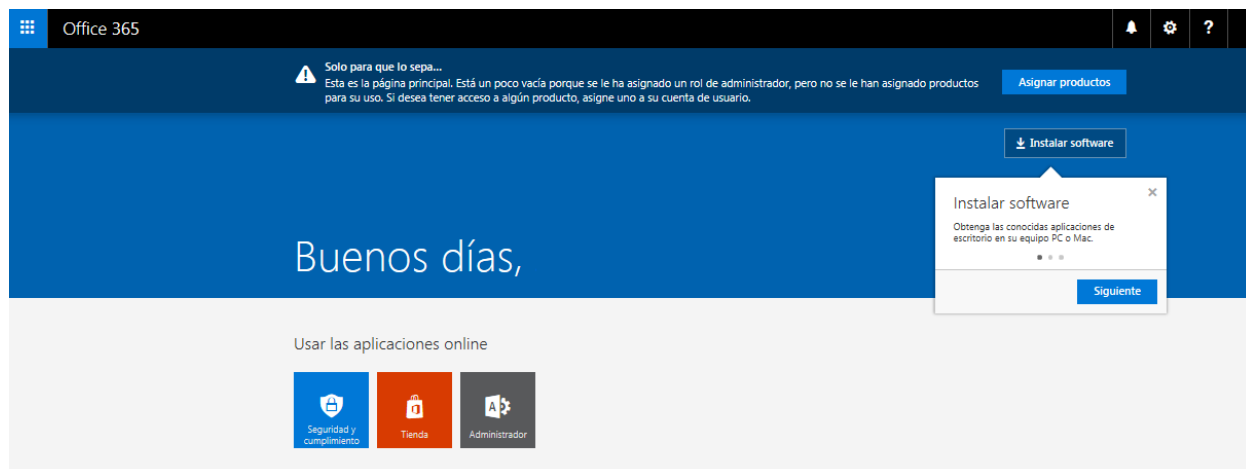 Office 365
?
Solo para que lo sepa...
Esta es la página principal. Está un poco vacía porque se le ha asignado un rol de administrador, pero no se le han asignado productos
para su uso. Si desea tener acceso a algún producto, asigne uno a su cuenta de usuario.
Asignar productos
Instalar software
Instalar software
Obtenga las conocidas aplicaciones de
escritorio en su equipo PC o Mac.
Siguiente
Buenos días,
Usar las aplicaciones online
Seguridad y
cumplimiento
Tienda
A
Administrador